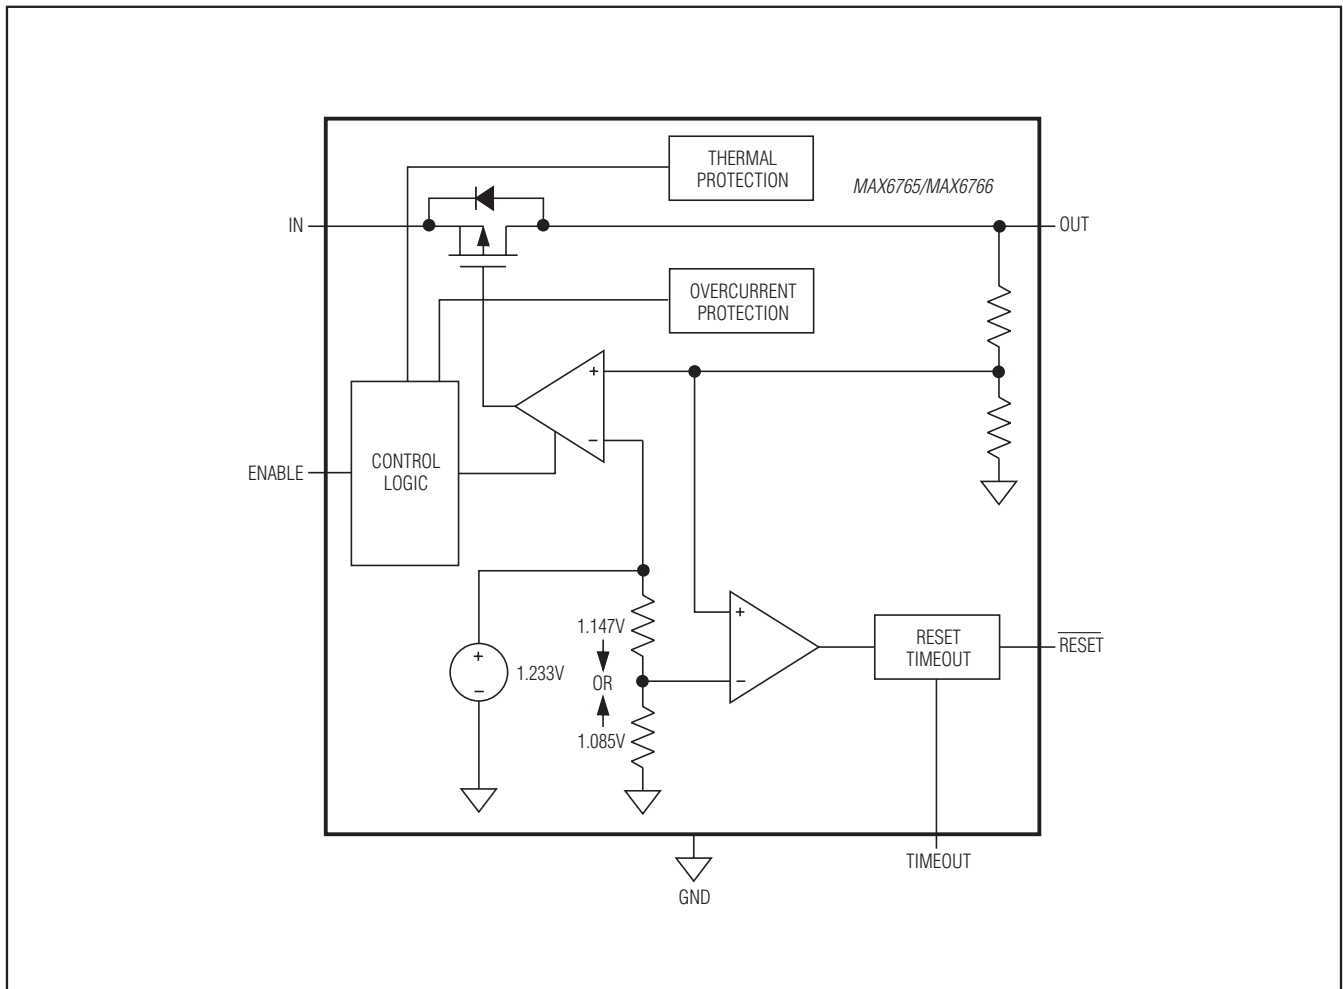 THERMAL
PROTECTION
MAX6765/MAX6766
IN
OUT
OVERCURRENT
PROTECTION
+
−
ENABLE
CONTROL
LOGIC
1.147V
+
RESET
TIMEOUT
RESET
+
1.233V
OR
−
−
1.085V
TIMEOUT
GND